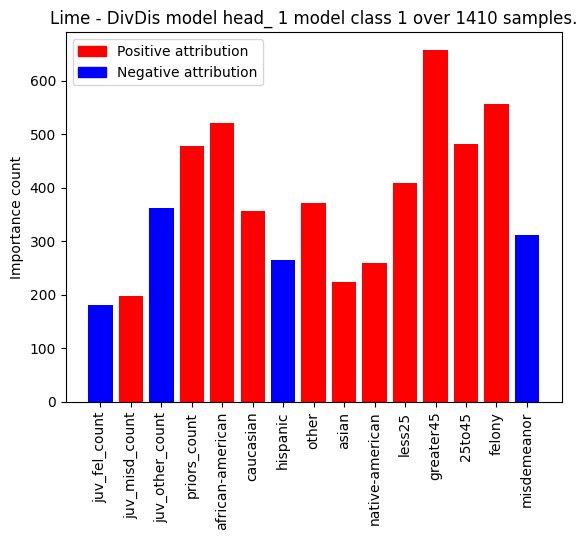 Lime - DivDis model head_ 1 model class 1 over 1410 samples.
Positive attribution
Negative attribution
Importance count
600
500
400
300
200
100
0
juv_fel_count
juv_misd_count
juv_other_count
priors_count
african-american
caucasian
hispanic
other
asian
native-american
less25
greater45
25to45
felony
misdemeanor